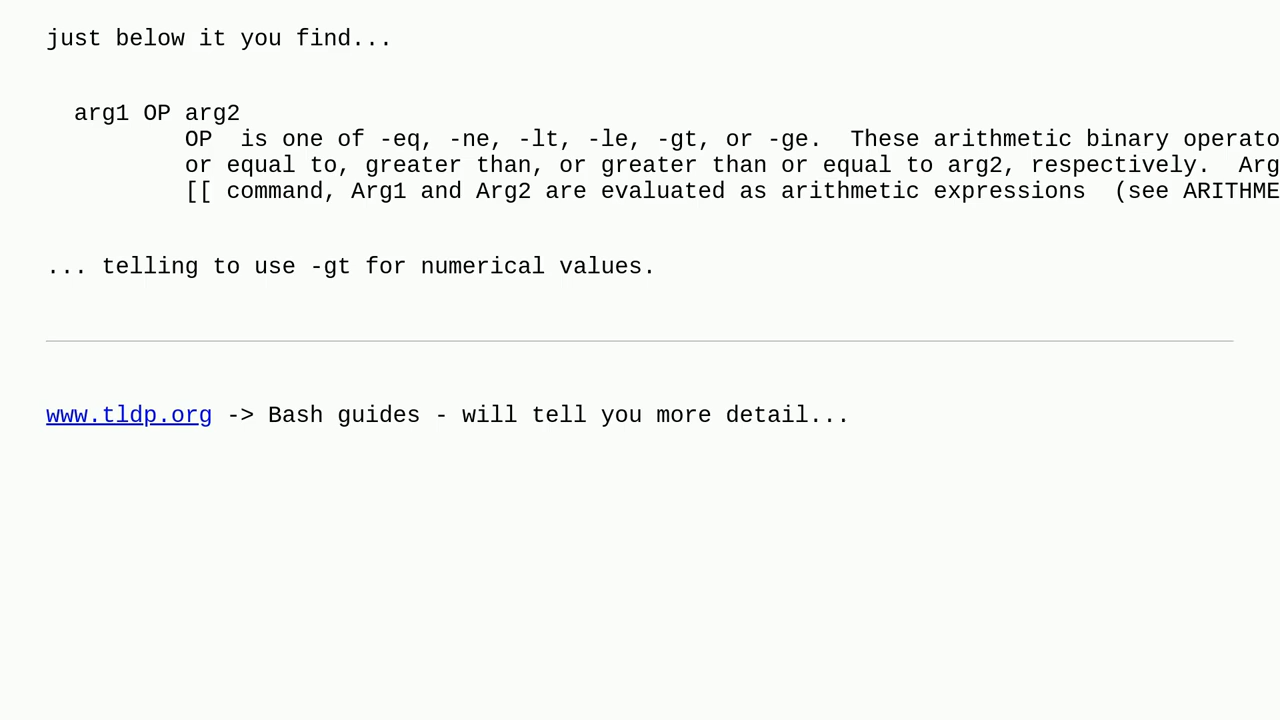 just below it you find...
arg1 OP arg2
OP  is one of -eq, -ne, -lt, -le, -gt, or -ge.  These arithmetic binary
or equal to, greater than, or greater than or equal to arg2, respectively.
[[ command, Arg1 and Arg2 are evaluated as arithmetic expressions  (see
... telling to use -gt for numerical values.
www.tldp.org -> Bash guides - will tell you more detail...